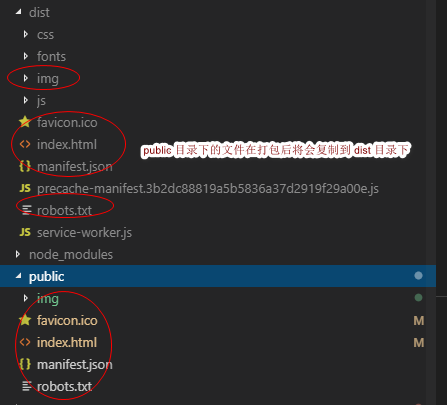 dist
css
fonts
img
js
favicon.ico
index.html
public 目录下的文件在打包后将会复制到 dist 目录下
manifest.json
precache-manifest.3b2dc88819a5b5836a37d2919f29a00e.js
robots.txt
service-worker.js
node_modules
public
img
favicon.ico M
index.html M
manifest.json
robots.txt